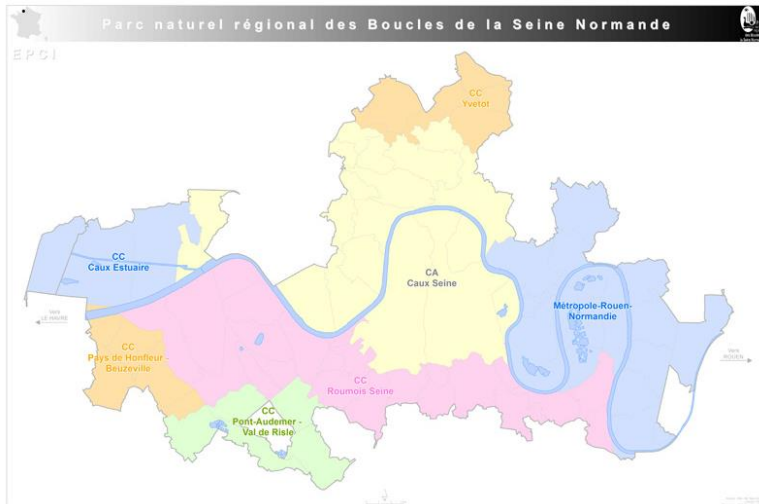 Parc naturel régional des Boucles de la Seine Normande
EPCI
CC
Yvetot
CC
Caux Estuaire
CA
Caux Seine
Métropole-Rouen-
Normandie
Vers
LE HAVRE
Vers
ROUEN
CC
Pays de Honfleur -
Beuzeville
CC
Roumois Seine
CC
Pont-Audemer -
Val de Risle